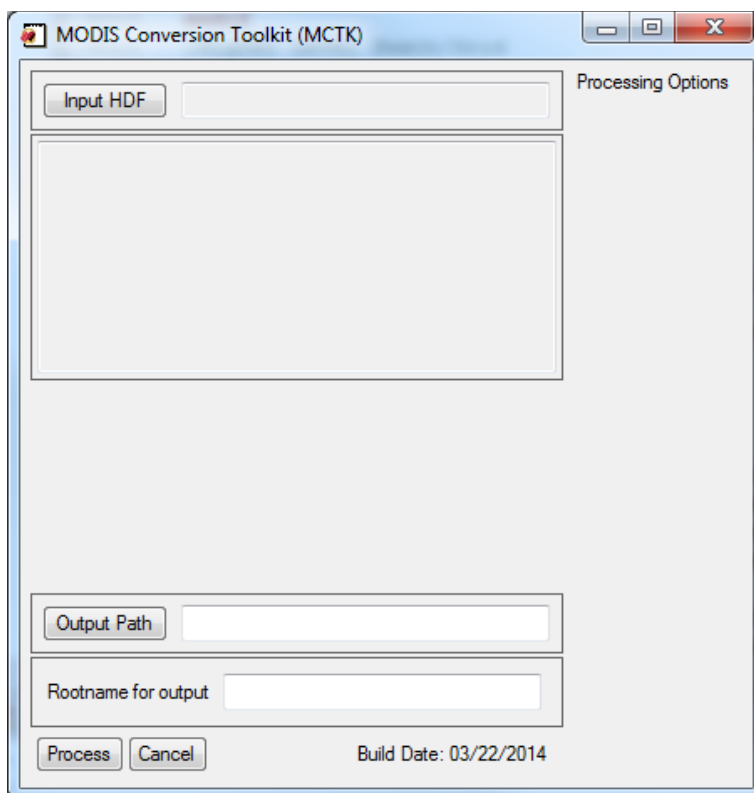 MODIS Conversion Toolkit (MCTK)
Input HDF
Processing Options
Output Path
Rootname for output
Process Cancel Build Date: 03/22/2014